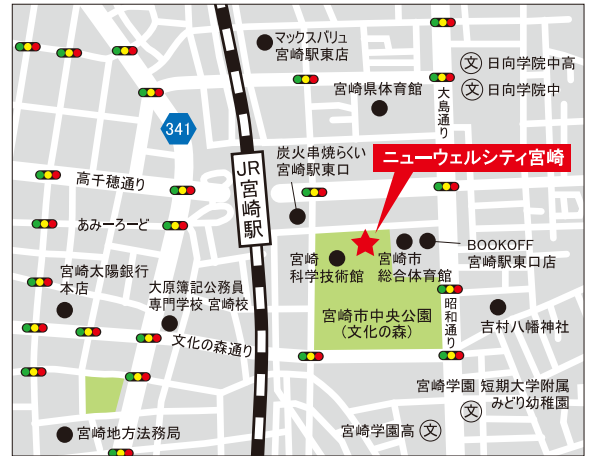 マックスバリュ
宮崎駅東店
文 日向学院中高
文 日向学院中
宮崎県体育館
大島通り
341
炭火串焼らくい
宮崎駅東口
ニューウェルシティ宮崎
高千穂通り
JR宮崎駅
あみーろーど
BOOKOFF
宮崎駅東口店
宮崎
科学技術館
宮崎市
総合体育館
宮崎太陽銀行
本店
大原簿記公務員
専門学校 宮崎校
宮崎市中央公園
(文化の森)
昭和通り
吉村八幡神社
文化の森通り
宮崎学園 短期大学附属
みどり幼稚園
文
宮崎地方法務局
宮崎学園高 文